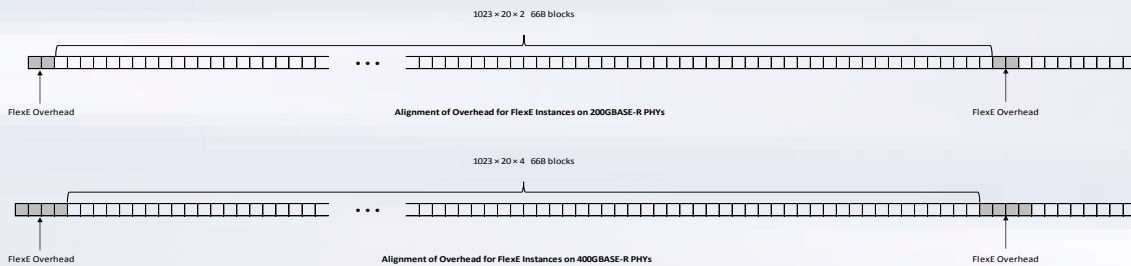 1023 × 20 × 2 66B blocks
• • •
FlexE Overhead
Alignment of Overhead for FlexE Instances on 200GBASE-R PHYs
FlexE Overhead
1023 × 20 × 4 66B blocks
• • •
FlexE Overhead
Alignment of Overhead for FlexE Instances on 400GBASE-R PHYs
FlexE Overhead